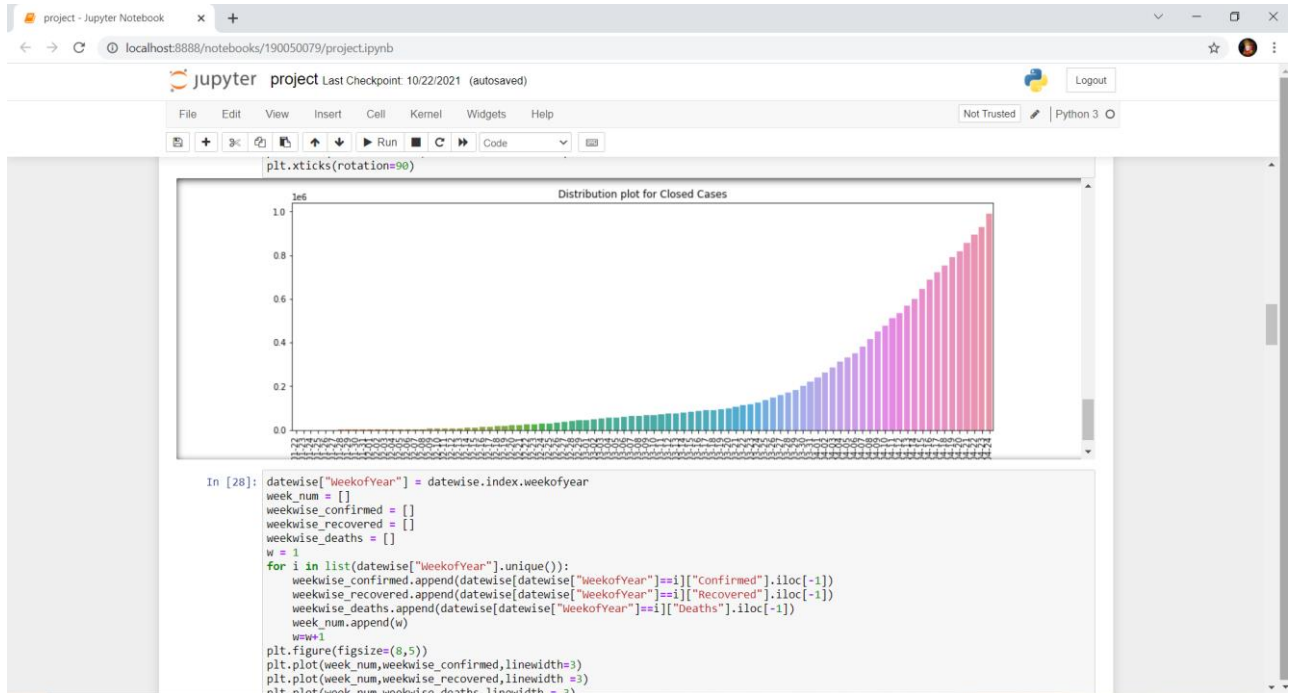 project - Jupyter Notebook
localhost:8888/notebooks/190050079/project.ipynb
jupyter project Last Checkpoint: 10/22/2021 (autosaved)
Logout
File Edit View Insert Cell Kernel Widgets Help
Not Trusted
Python 3
Run
Code
plt.xticks(rotation=90)
Distribution plot for Closed Cases
1e6
1.0
0.8
0.6
0.4
0.2
0.0
In [28]: datewise["WeekofYear"] = datewise.index.weekofyear
week_num = []
weekwise_confirmed = []
weekwise_recovered = []
weekwise_deaths = []
w = 1
for i in list(datewise["WeekofYear"].unique()):
    weekwise_confirmed.append(datewise[datewise["WeekofYear"]==i]["Confirmed"].iloc[-1])
    weekwise_recovered.append(datewise[datewise["WeekofYear"]==i]["Recovered"].iloc[-1])
    weekwise_deaths.append(datewise[datewise["WeekofYear"]==i]["Deaths"].iloc[-1])
    week_num.append(w)
    w=w+1
plt.figure(figsize=(8,5))
plt.plot(week_num,weekwise_confirmed,linewidth=3)
plt.plot(week_num,weekwise_recovered,linewidth =3)
plt.plot(week_num,weekwise_deaths,linewidth = 3)